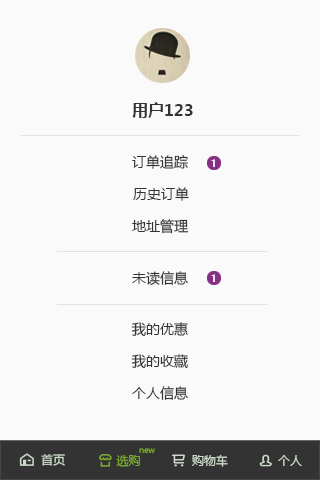 用户123
订单追踪 1
历史订单
地址管理
未读信息 1
我的优惠
我的收藏
个人信息
首页 选购 new 购物车 个人